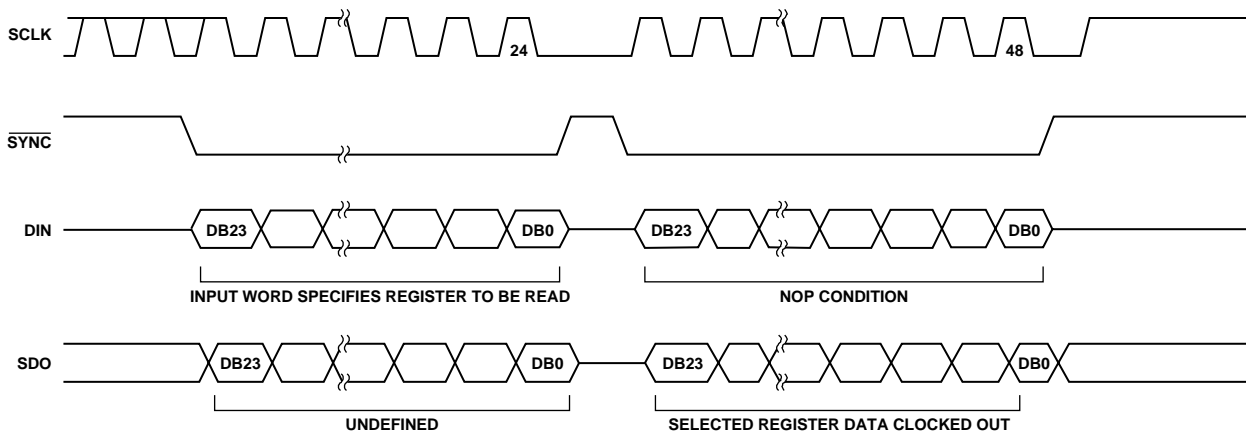 SCLK
24
48
SYNC
DIN
DB23
DB0
DB23
DB0
INPUT WORD SPECIFIES REGISTER TO BE READ
NOP CONDITION
SDO
DB23
DB0
DB23
DB0
UNDEFINED
SELECTED REGISTER DATA CLOCKED OUT